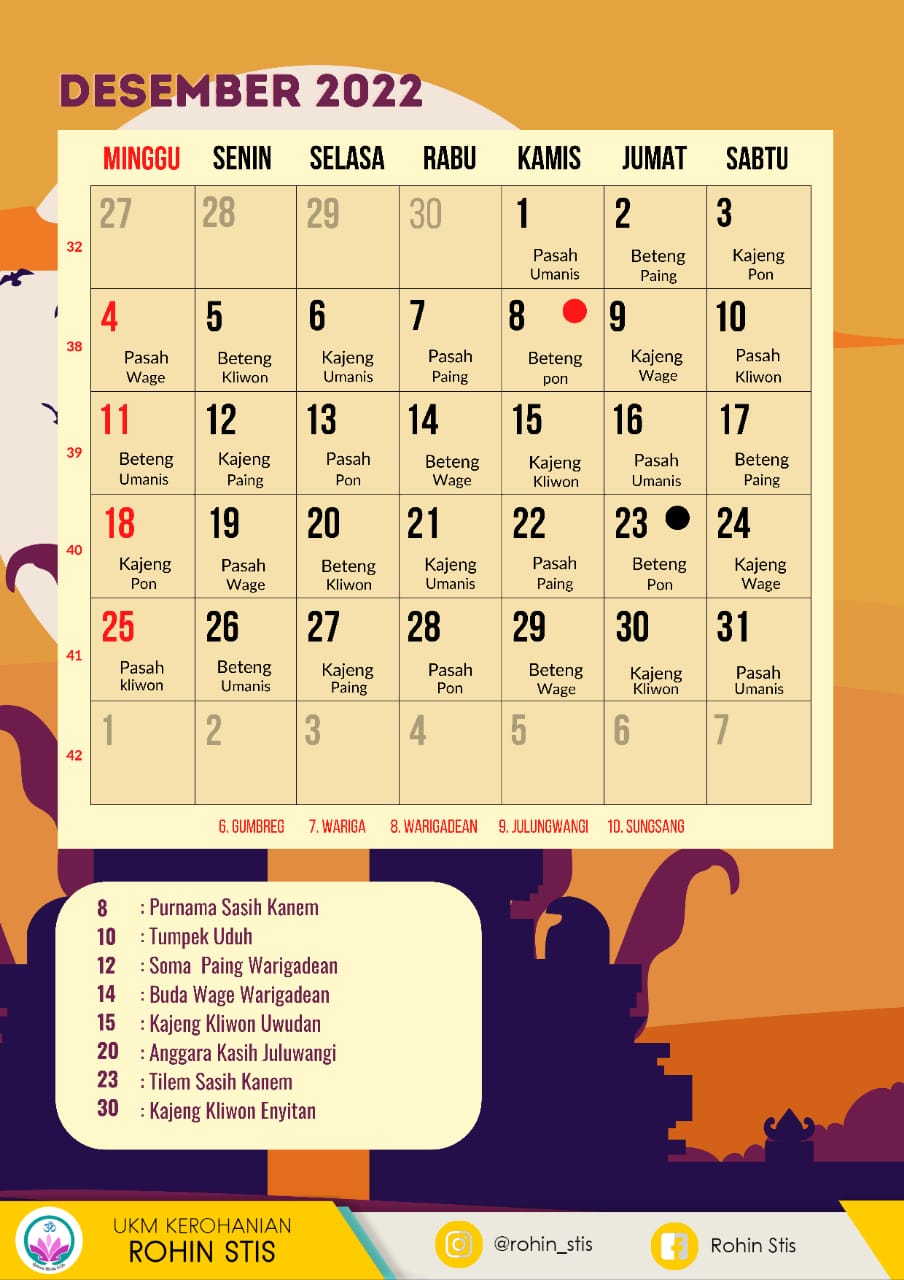 DESEMBER 2022
MINGGU SENIN SELASA RABU KAMIS JUMAT SABTU
32
27 28 29 30 1 2 3
Pasah Beteng Kajeng
Umanis Paing Pon
38
4 5 6 7 8 9 10
Pasah Beteng Kajeng Pasah Beteng Kajeng Pasah
Wage Kliwon Umanis Paing pon Wage Kliwon
39
11 12 13 14 15 16 17
Beteng Kajeng Pasah Beteng Kajeng Pasah Beteng
Umanis Paing Pon Wage Kliwon Umanis Paing
40
18 19 20 21 22 23 24
Kajeng Pasah Beteng Kajeng Pasah Beteng Kajeng
Pon Wage Kliwon Umanis Paing Pon Wage
41
25 26 27 28 29 30 31
Pasah Beteng Kajeng Pasah Beteng Kajeng Pasah
kliwon Umanis Paing Pon Wage Kliwon Umanis
42
1 2 3 4 5 6 7
6. GUMBREG 7. WARIGA 8. WARIGADEAN 9. JULUNGWANGI 10. SUNGSANG
8 : Purnama Sasih Kanem
10 : Tumpek Uduh
12 : Soma Paing Warigadean
14 : Buda Wage Warigadean
15 : Kajeng Kliwon Uwudan
20 : Anggara Kasih Juluwangi
23 : Tilem Sasih Kanem
30 : Kajeng Kliwon Enyitan
UKM KEROHANIAN
ROHIN STIS
@rohin_stis
Rohin Stis